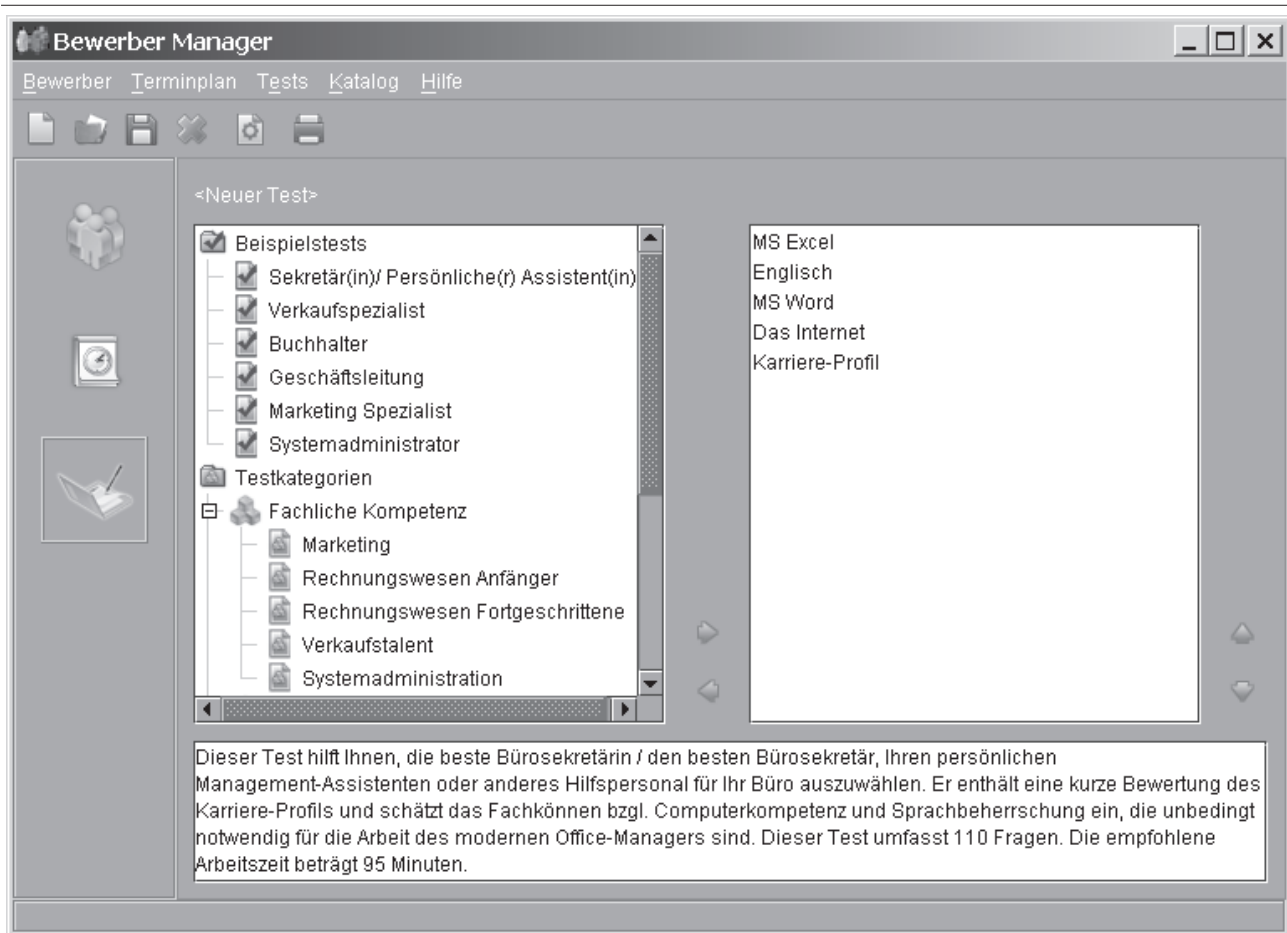 Bewerber Manager
Bewerber Terminplan Tests Katalog Hilfe
<Neuer Test>
Beispielstests
Sekretär(in)/ Persönliche(r) Assistent(in)
Verkaufspezialist
Buchhalter
Geschäftsleitung
Marketing Spezialist
Systemadministrator
Testkategorien
Fachliche Kompetenz
Marketing
Rechnungswesen Anfänger
Rechnungswesen Fortgeschrittene
Verkaufstalent
Systemadministration
MS Excel
Englisch
MS Word
Das Internet
Karriere-Profil
Dieser Test hilft Ihnen, die beste Bürosekretärin / den besten Bürosekretär, Ihren persönlichen
Management-Assistenten oder anderes Hilfspersonal für Ihr Büro auszuwählen. Er enthält eine kurze Bewertung des
Karriere-Profils und schätzt das Fachkönnen bzgl. Computerkompetenz und Sprachbeherrschung ein, die unbedingt
notwendig für die Arbeit des modernen Office-Managers sind. Dieser Test umfasst 110 Fragen. Die empfohlene
Arbeitszeit beträgt 95 Minuten.